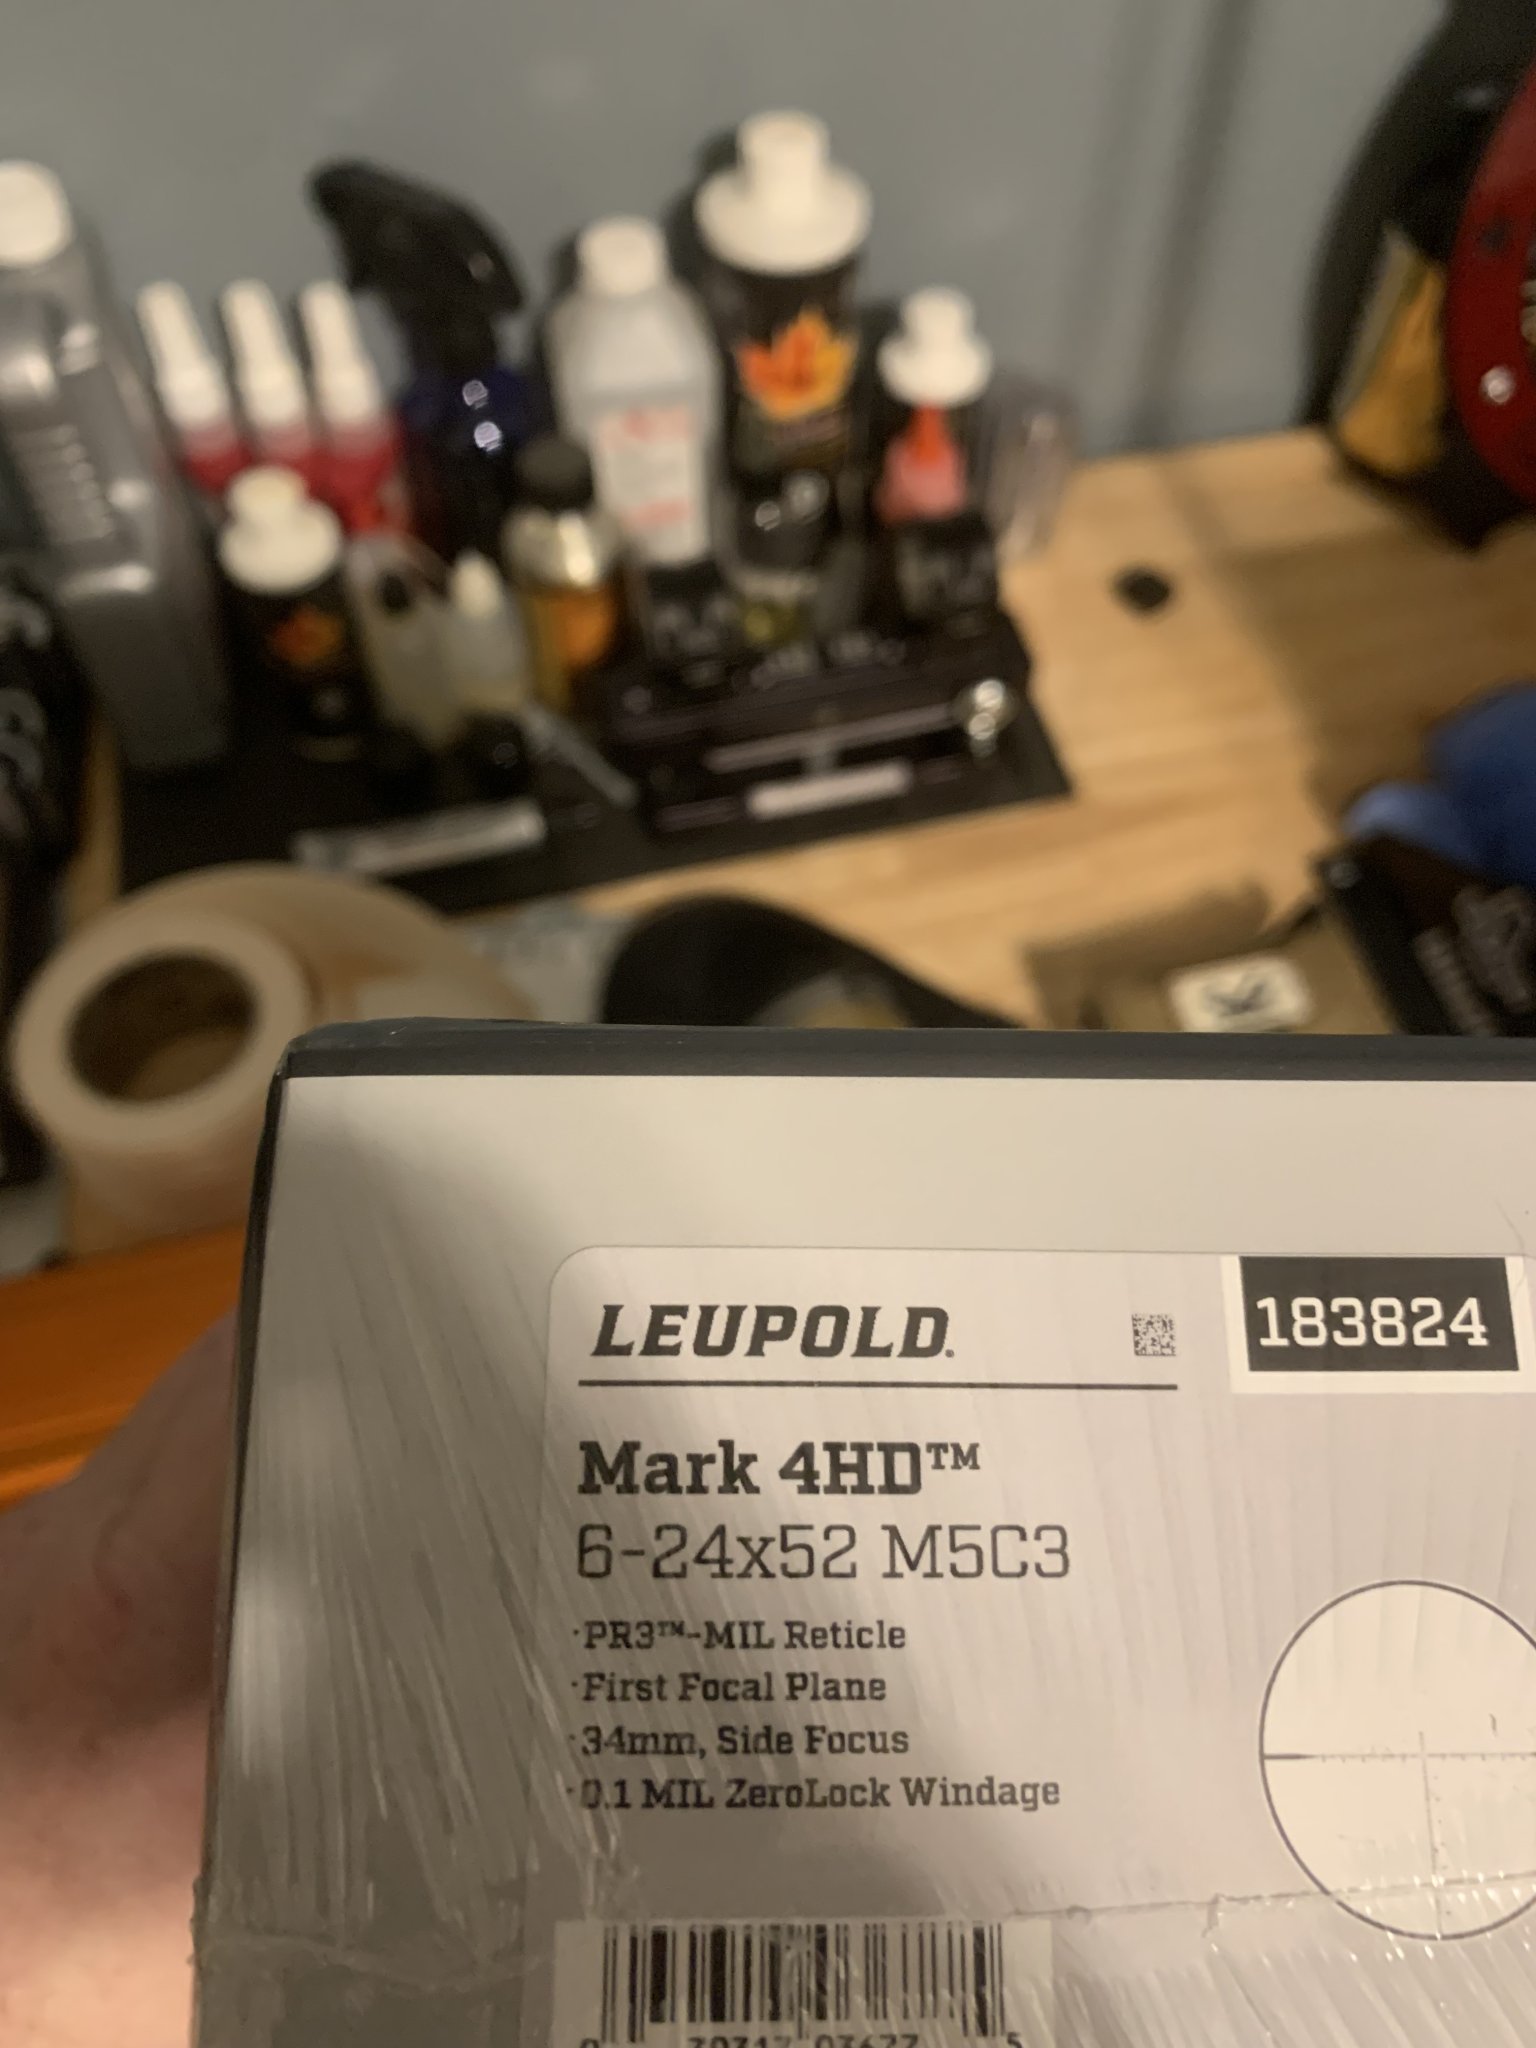 LEUPOLD®
183824
Mark 4HD™
6-24x52 M5C3
·PR3™-MIL Reticle
·First Focal Plane
·34mm, Side Focus
·0.1 MIL ZeroLock Windage